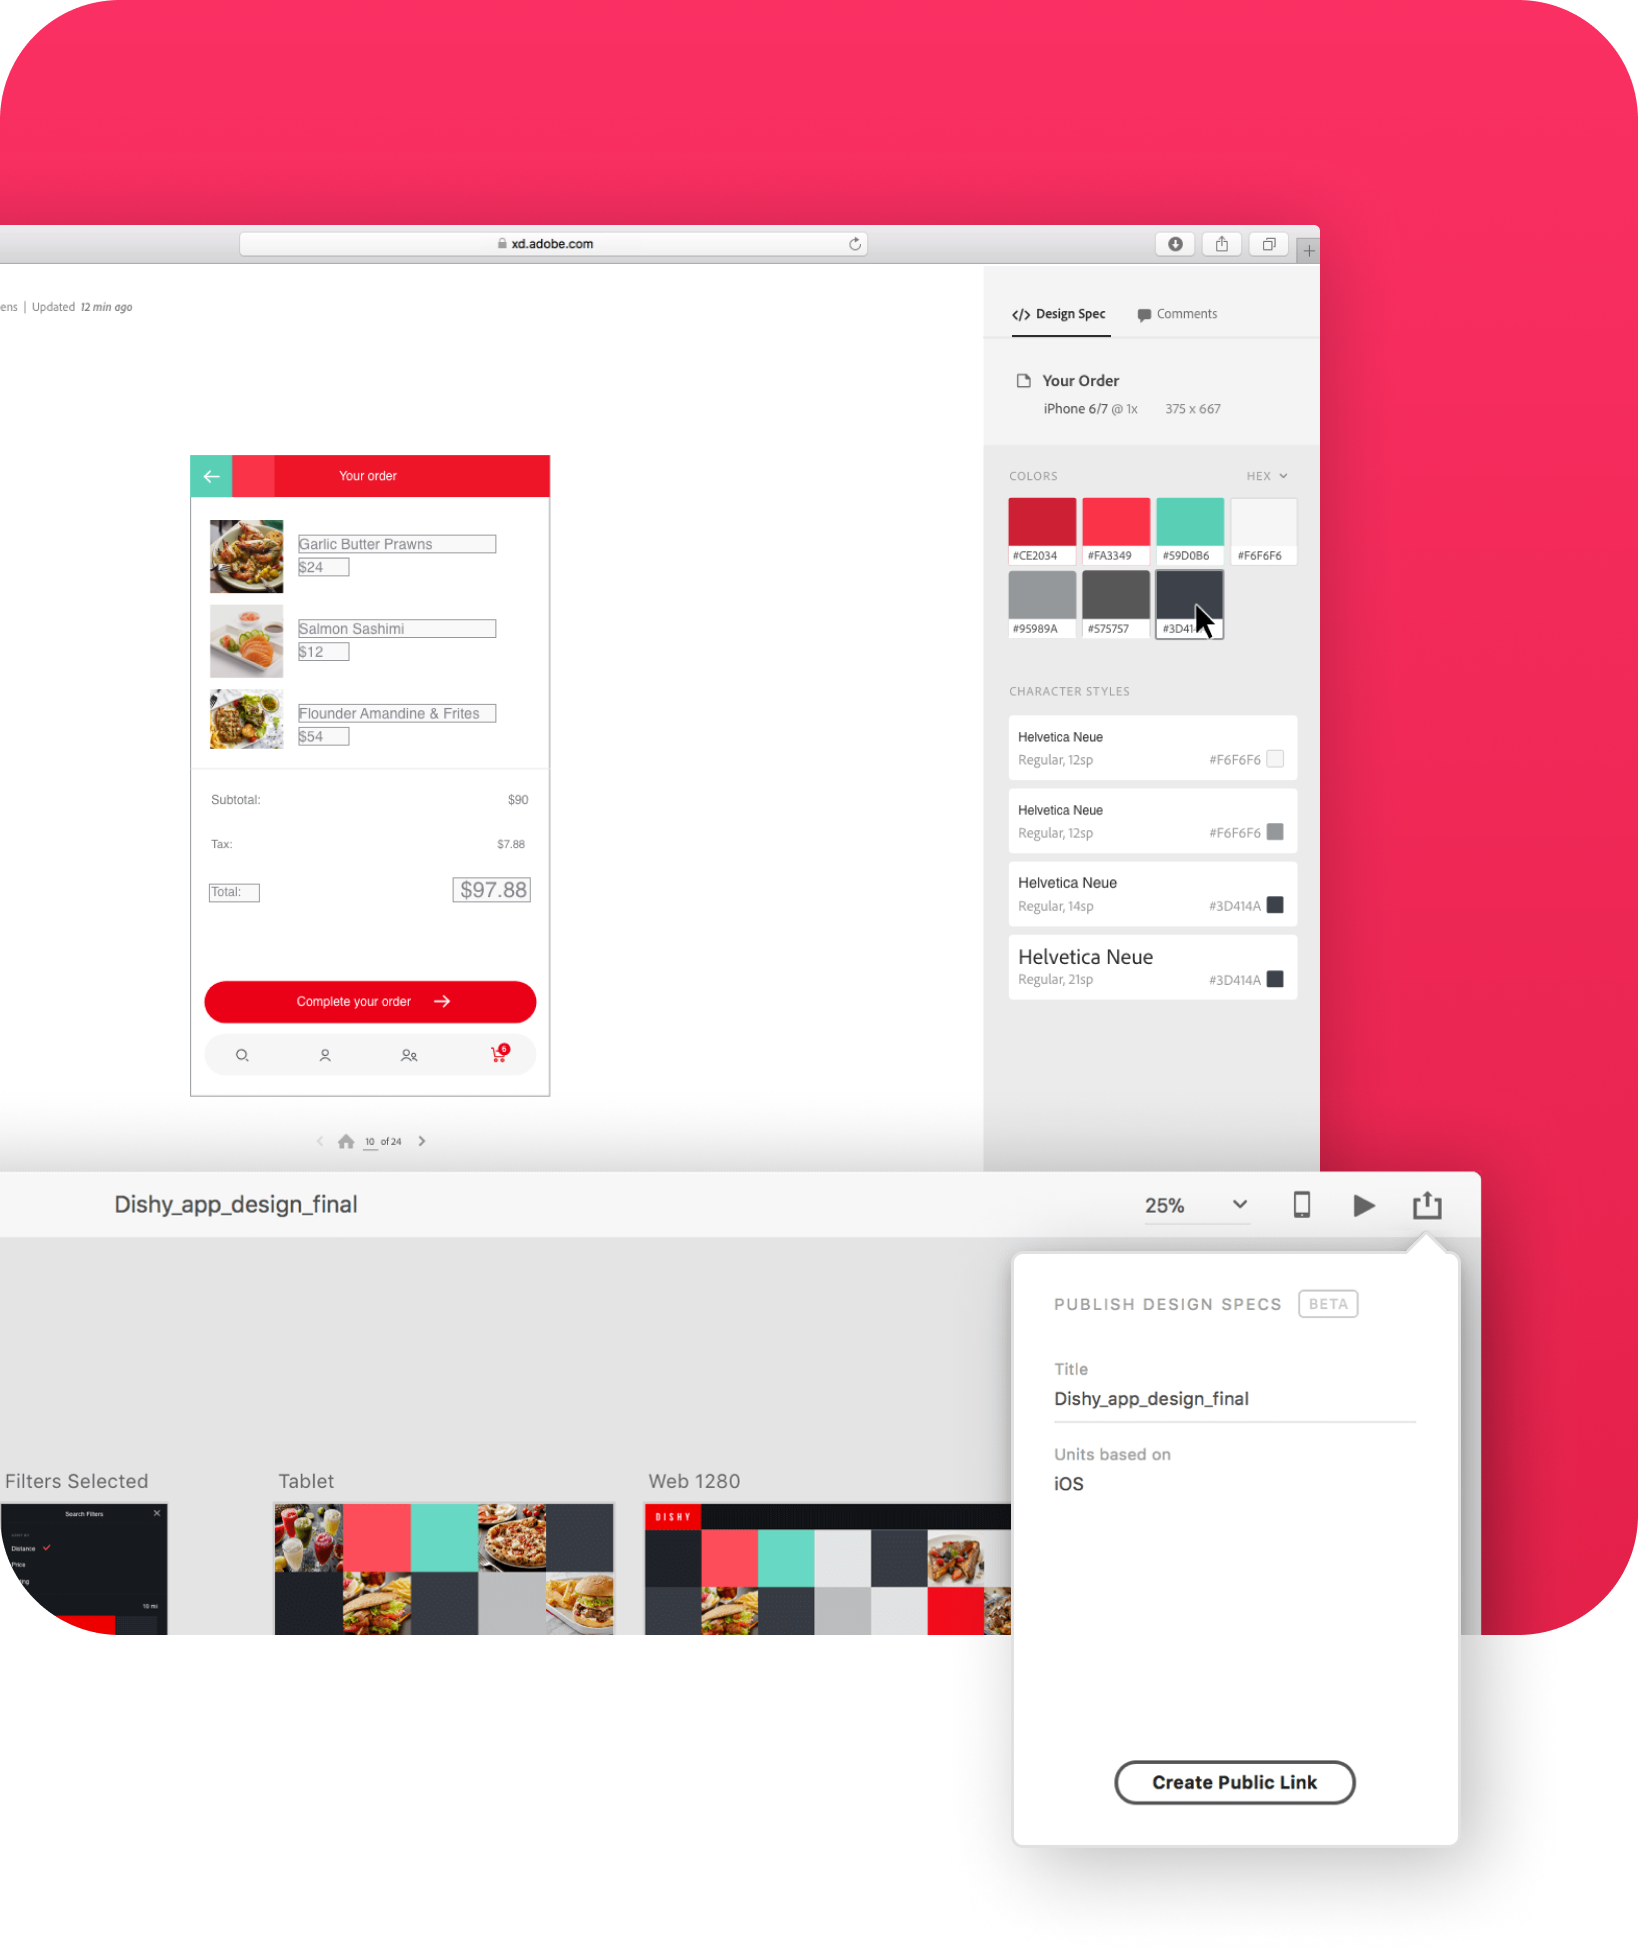 xd.adobe.com
ens | Updated 12 min ago
Design Spec
Comments
Your Order
iPhone 6/7 @ 1x 375 x 667
COLORS
HEX
#CE2034 #FA3349 #59D0B6 #F6F6F6
#95989A #575757 #3D41
CHARACTER STYLES
Helvetica Neue
Regular, 12sp #F6F6F6
Helvetica Neue
Regular, 12sp #F6F6F6
Helvetica Neue
Regular, 14sp #3D414A
Helvetica Neue
Regular, 21sp #3D414A
Your order
Garlic Butter Prawns
$24
Salmon Sashimi
$12
Flounder Amandine & Frites
$54
Subtotal: $90
Tax: $7.88
Total: $97.88
Complete your order
6
10 of 24
Dishy_app_design_final
25%
PUBLISH DESIGN SPECS BETA
Title
Dishy_app_design_final
Units based on
iOS
Create Public Link
Filters Selected
Search Filters
Distance
Price
10 mi
Tablet
Web 1280
DISHY